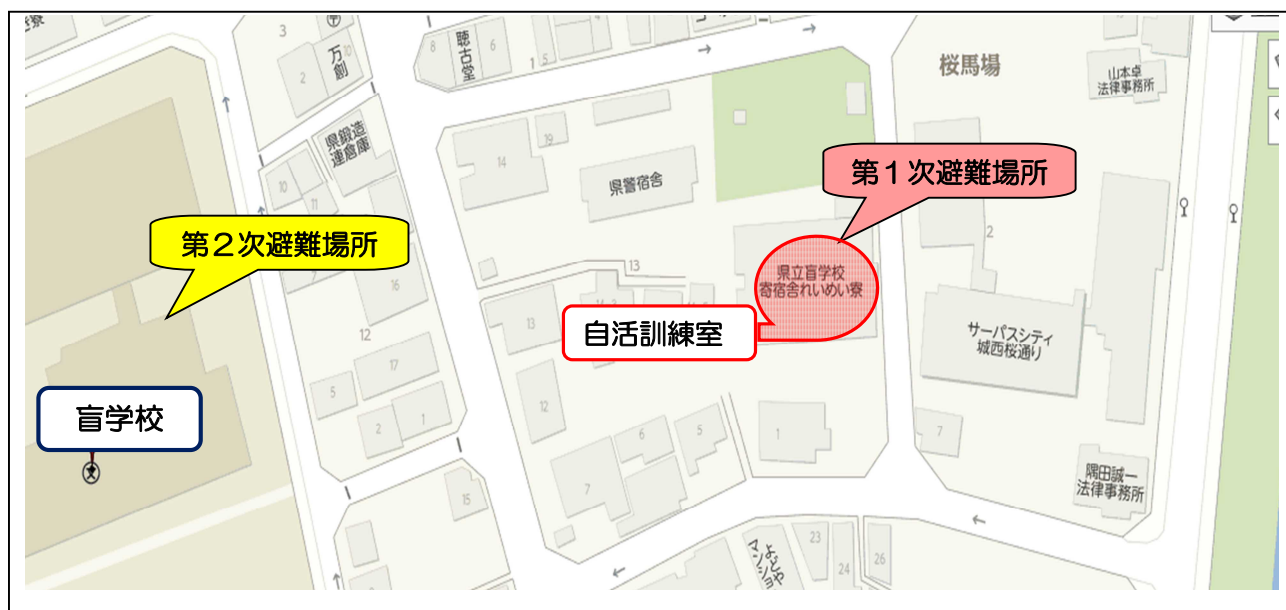 3
万創
10
2
8
聴古堂
6
1
5
4
桜馬場
山本卓
法律事務所
県鍛造
連倉庫
14
19
県警宿舎
第1次避難場所
10
11
第2次避難場所
16
12
13
2
県立盲学校
寄宿舎れいめい寮
13
自活訓練室
サーパスシティ
城西桜通り
17
5
盲学校
2
1
12
6
5
1
7
7
15
隅田誠一
法律事務所
よどや
マンショ
23
24
26